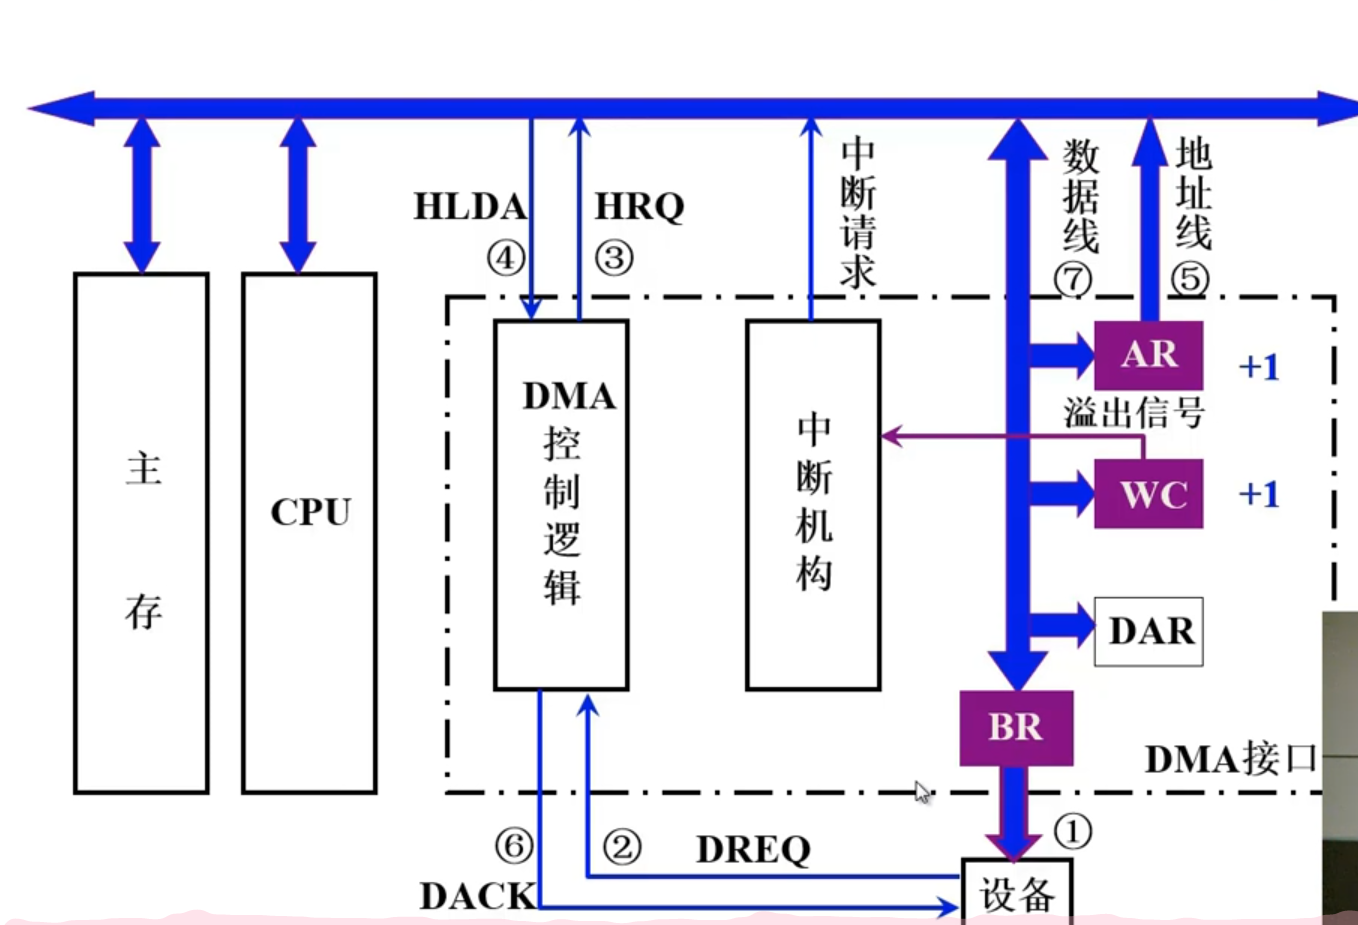 HLDA
④
HRQ
③
中断请求
数据线
⑦
地址线
⑤
主存
CPU
DMA
控制逻辑
中断机构
AR
+1
溢出信号
WC
+1
DAR
BR
DMA接口
⑥
②
DREQ
①
DACK
设备